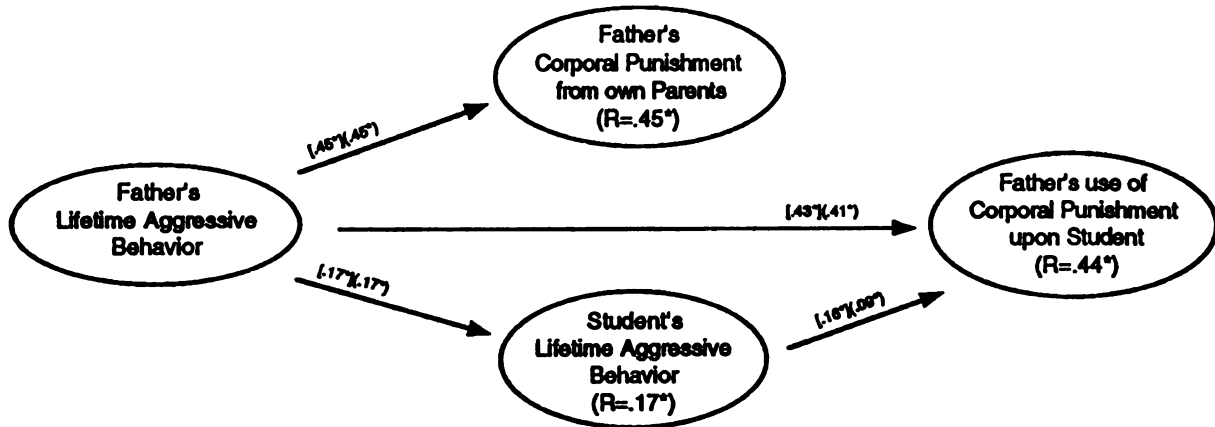 Father's
Corporal Punishment
from own Parents
(R=.45*)
[.45*](.45*)
Father's
Lifetime Aggressive
Behavior
[.43*](.41*)
Father's use of
Corporal Punishment
upon Student
(R=.44*)
[.17*](.17*)
[.16*](.09*)
Student's
Lifetime Aggressive
Behavior
(R=.17*)